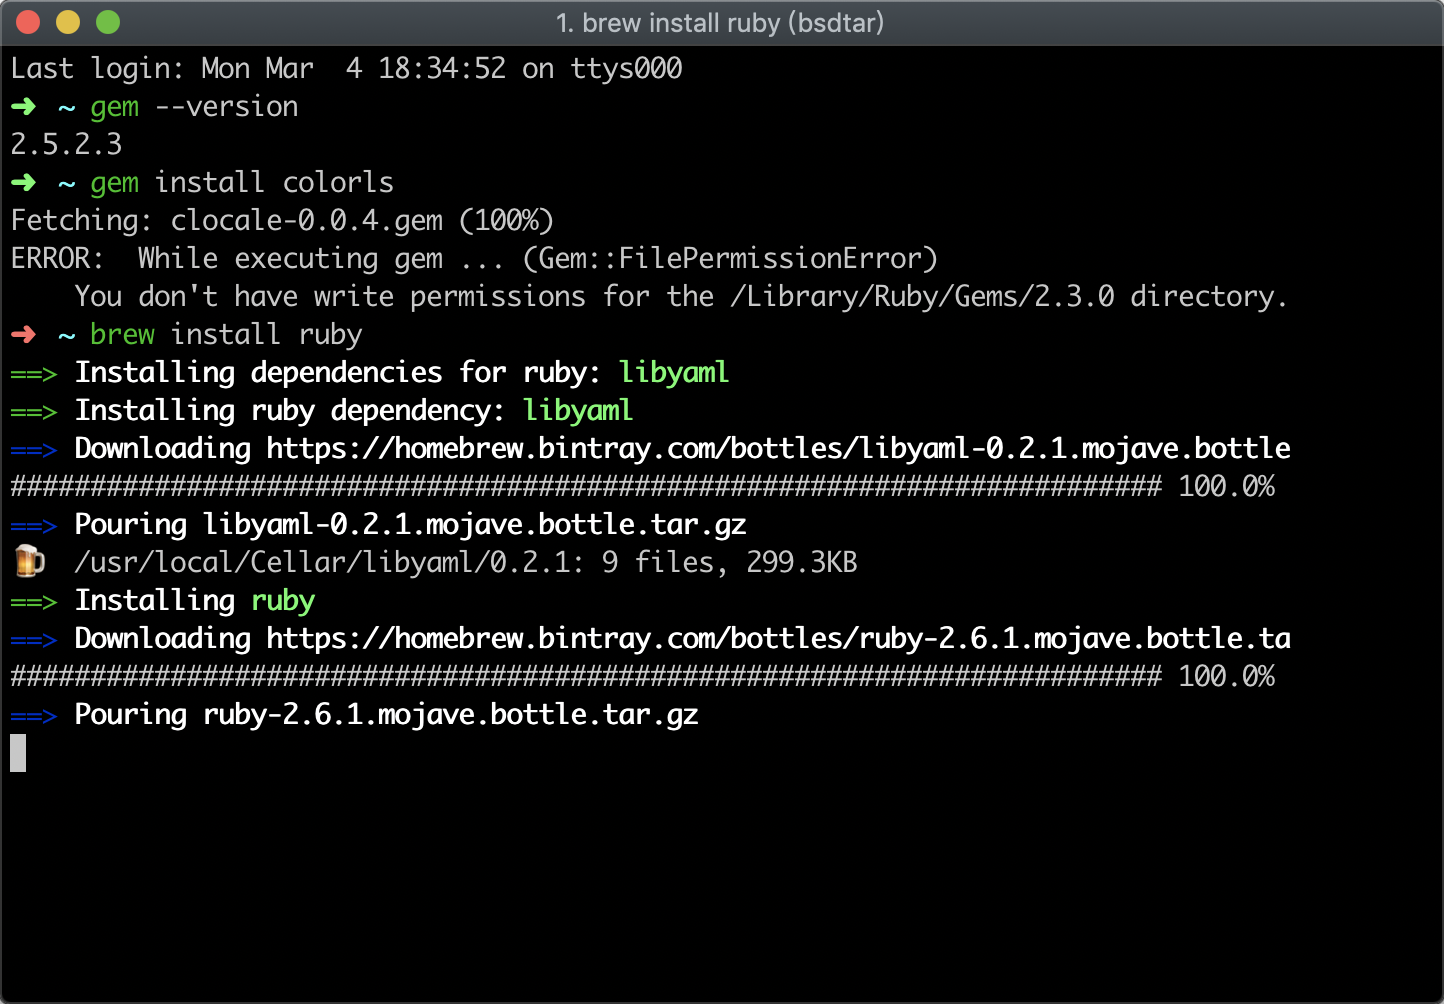 1. brew install ruby (bsdtar)
Last login: Mon Mar  4 18:34:52 on ttys000
➜  ~ gem --version
2.5.2.3
➜  ~ gem install colorls
Fetching: clocale-0.0.4.gem (100%)
ERROR:  While executing gem ... (Gem::FilePermissionError)
    You don't have write permissions for the /Library/Ruby/Gems/2.3.0 directory.
➜  ~ brew install ruby
==> Installing dependencies for ruby: libyaml
==> Installing ruby dependency: libyaml
==> Downloading https://homebrew.bintray.com/bottles/libyaml-0.2.1.mojave.bottle
######################################################################## 100.0%
==> Pouring libyaml-0.2.1.mojave.bottle.tar.gz
🍺  /usr/local/Cellar/libyaml/0.2.1: 9 files, 299.3KB
==> Installing ruby
==> Downloading https://homebrew.bintray.com/bottles/ruby-2.6.1.mojave.bottle.ta
######################################################################## 100.0%
==> Pouring ruby-2.6.1.mojave.bottle.tar.gz